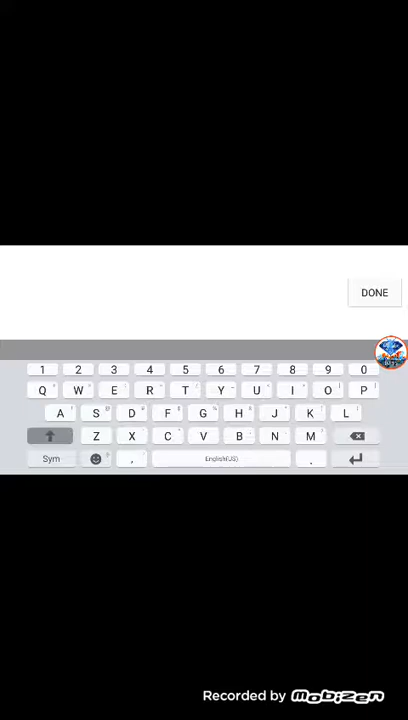 DONE
1 2 3 4 5 6 7 8 9 0
Q W E R T Y U I O P
A S D F G H J K L
Z X C V B N M
Sym , English(US) .
Recorded by MOBIZEN